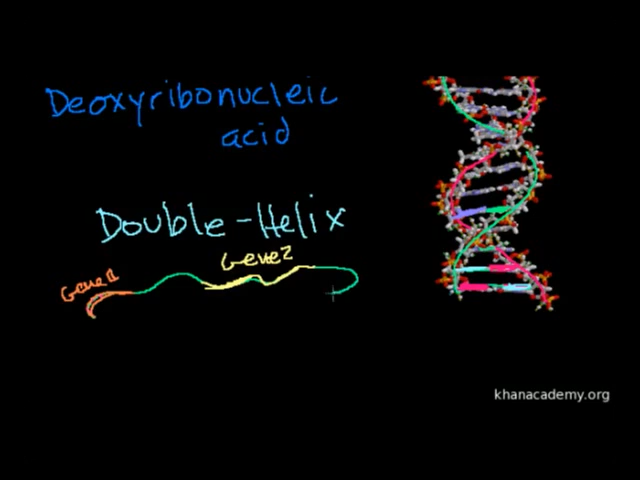 Deoxyribonucleic
acid
Double-Helix
Gene 2
Gene 1
khanacademy.org